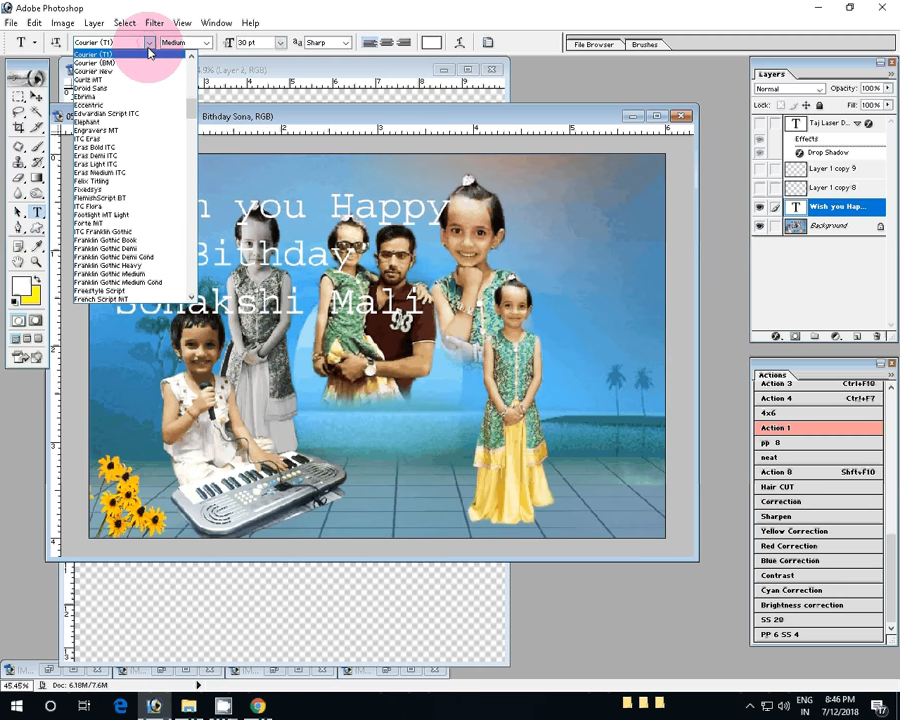 Adobe Photoshop
File Edit Image Layer Select Filter View Window Help
T Courier (T1) Medium 30 pt Sharp File Browser Brushes
Courier (T1)
Courier (BM)
Courier New
Curlz MT
Droid Sans
Ebrima
Eccentric
Edwardian Script ITC
Elephant
Engravers MT
ITC Eras
Eras Bold ITC
Eras Demi ITC
Eras Light ITC
Eras Medium ITC
Felix Titling
Fixedsys
FlemishScript BT
ITC Flora
Footlight MT Light
Forte MT
ITC Franklin Gothic
Franklin Gothic Book
Franklin Gothic Demi
Franklin Gothic Demi Cond
Franklin Gothic Heavy
Franklin Gothic Medium
Franklin Gothic Medium Cond
Freestyle Script
French Script MT
.9% (Layer 2, RGB)
Bithday Sona, RGB)
h you Happy
Bithday
Sonakshi Mali
93
Layers
Normal Opacity: 100%
Lock: Fill: 100%
T Taj Laser D...
Effects
Drop Shadow
Layer 1 copy 9
Layer 1 copy 8
T Wish you Hap...
Background
Actions
Action 3 Ctrl+F10
Action 4 Ctrl+F7
4x6
Action 1
pp 8
neat
Action 8 Shft+F10
Hair CUT
Correction
Sharpen
Yellow Correction
Red Correction
Blue Correction
Contrast
Cyan Correction
Brightness correction
SS 20
PP 6 SS 4
45.45% Doc: 6.18M/7.6M
ENG
IN
8:46 PM
7/12/2018
17